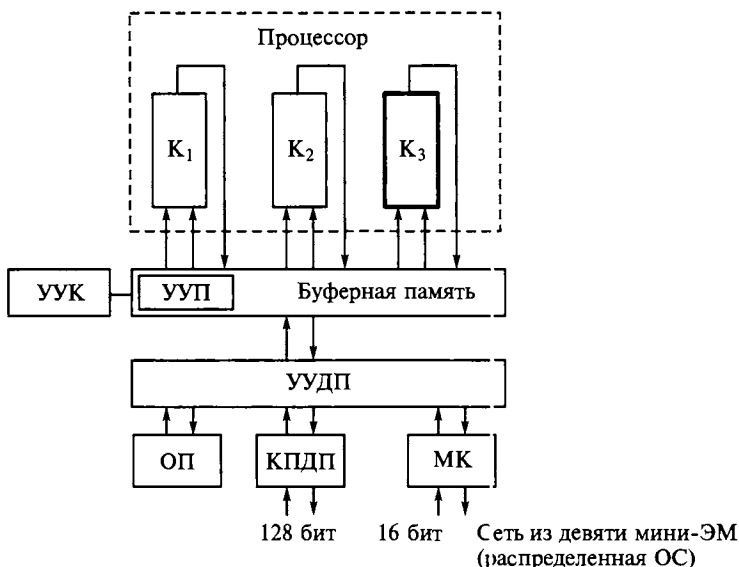 Процессор
K₁ K₂ K₃
УУК УУП Буферная память
УУДП
ОП КПДП МК
128 бит 16 бит Сеть из девяти мини-ЭМ
(распределенная ОС)